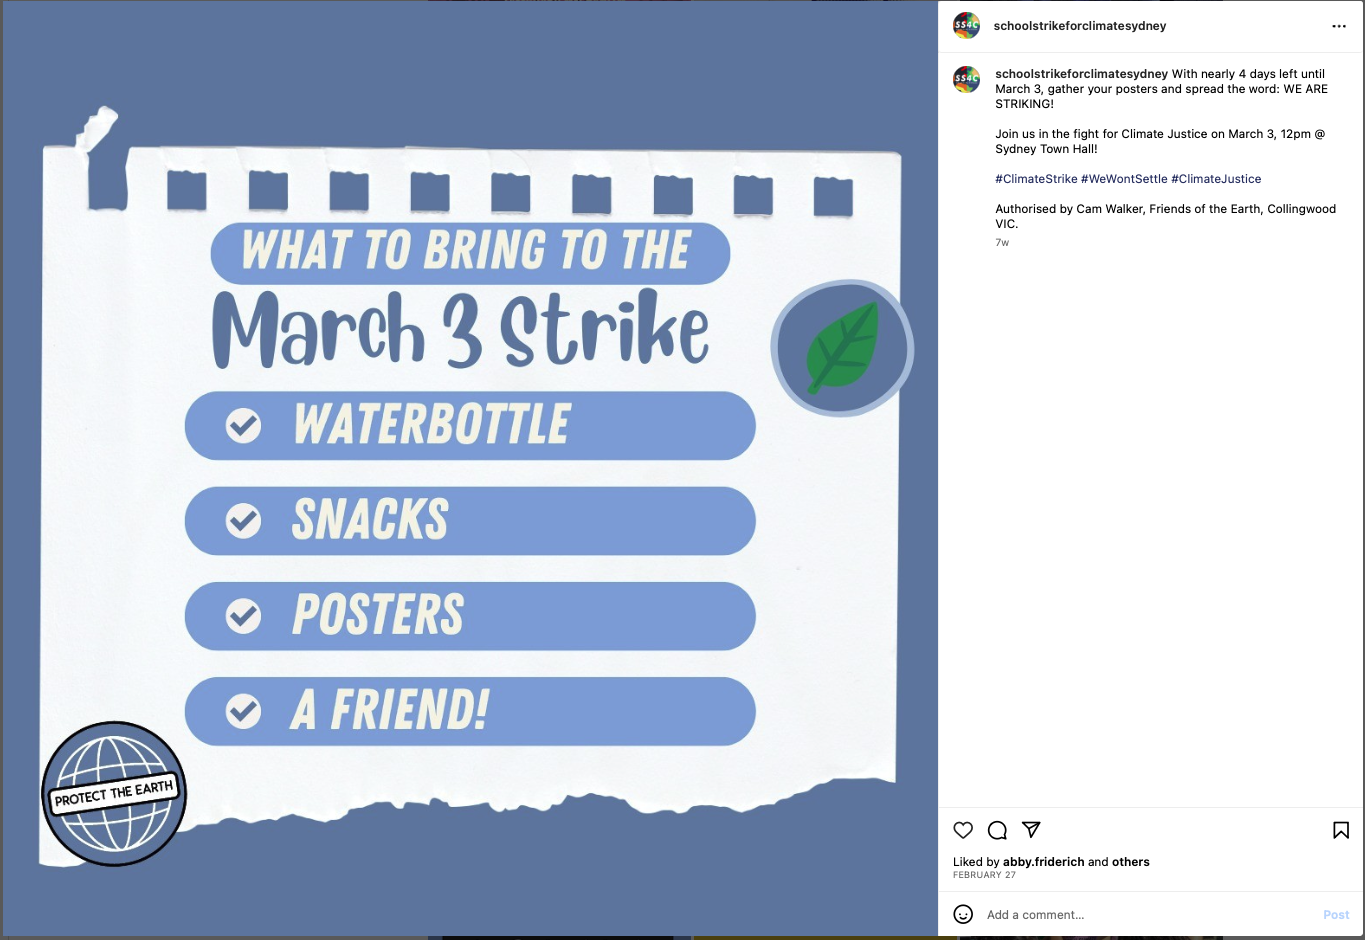 WHAT TO BRING TO THE
March 3 Strike
WATERBOTTLE
SNACKS
POSTERS
A FRIEND!
PROTECT THE EARTH
SS4C
schoolstrikeforclimatesydney
SS4C
schoolstrikeforclimatesydney With nearly 4 days left until
March 3, gather your posters and spread the word: WE ARE
STRIKING!
Join us in the fight for Climate Justice on March 3, 12pm @
Sydney Town Hall!
#ClimateStrike #WeWontSettle #ClimateJustice
Authorised by Cam Walker, Friends of the Earth, Collingwood
VIC.
7w
Liked by abby.friderich and others
FEBRUARY 27
Add a comment...
Post